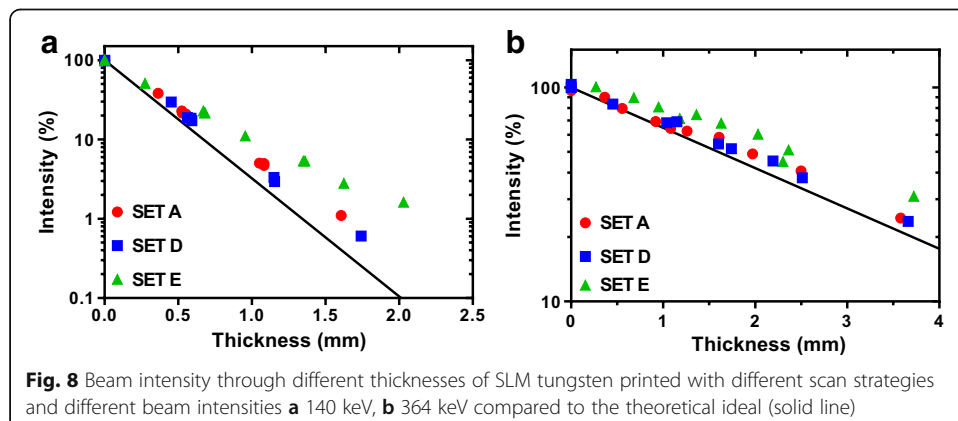 a
100
10
1
0.1
Intensity (%)
SET A
SET D
SET E
0.0 0.5 1.0 1.5 2.0 2.5
Thickness (mm)
b
100
10
Intensity (%)
SET A
SET D
SET E
0 1 2 3 4
Thickness (mm)
Fig. 8 Beam intensity through different thicknesses of SLM tungsten printed with different scan strategies
and different beam intensities a 140 keV, b 364 keV compared to the theoretical ideal (solid line)